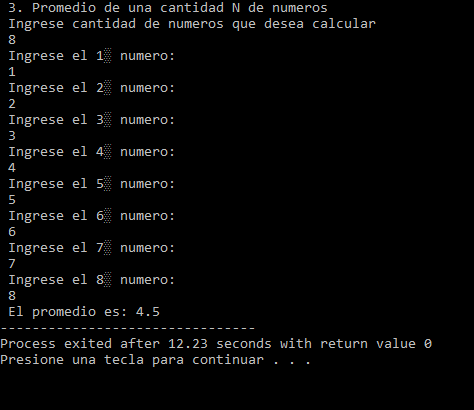 3. Promedio de una cantidad N de numeros
Ingrese cantidad de numeros que desea calcular
8
Ingrese el 1░ numero:
1
Ingrese el 2░ numero:
2
Ingrese el 3░ numero:
3
Ingrese el 4░ numero:
4
Ingrese el 5░ numero:
5
Ingrese el 6░ numero:
6
Ingrese el 7░ numero:
7
Ingrese el 8░ numero:
8
El promedio es: 4.5
--------------------------------
Process exited after 12.23 seconds with return value 0
Presione una tecla para continuar . . .